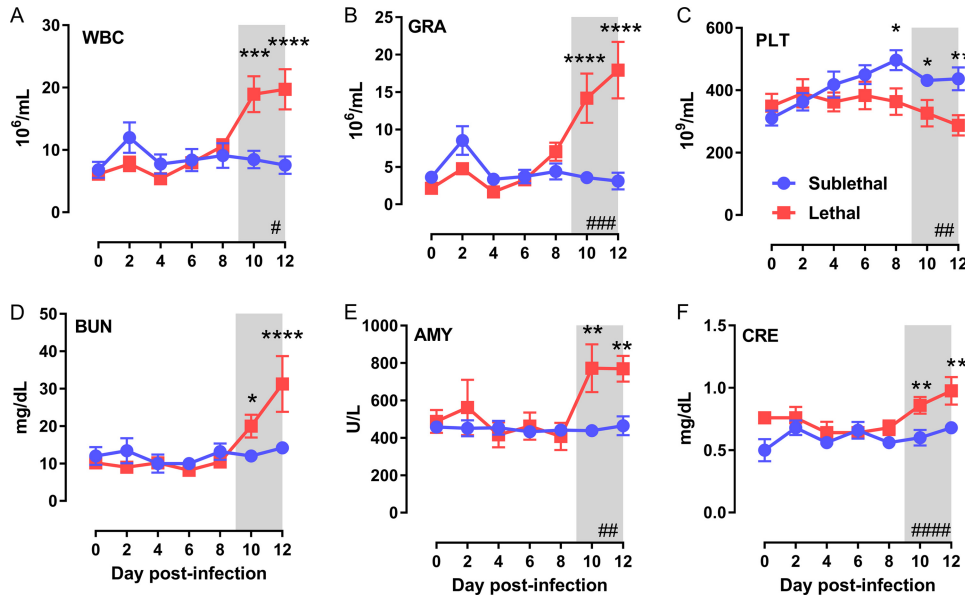 A
WBC
10⁶/mL
30
20
10
0
***
****
#
0 2 4 6 8 10 12
B
GRA
10⁶/mL
25
20
15
10
5
0
****
****
###
0 2 4 6 8 10 12
C
PLT
10⁹/mL
600
450
300
150
0
*
*
**
Sublethal
Lethal
##
0 2 4 6 8 10 12
D
BUN
mg/dL
50
40
30
20
10
0
*
****
0 2 4 6 8 10 12
Day post-infection
E
AMY
U/L
1000
800
600
400
200
0
**
**
##
0 2 4 6 8 10 12
Day post-infection
F
CRE
mg/dL
1.5
1.0
0.5
0.0
**
**
####
0 2 4 6 8 10 12
Day post-infection